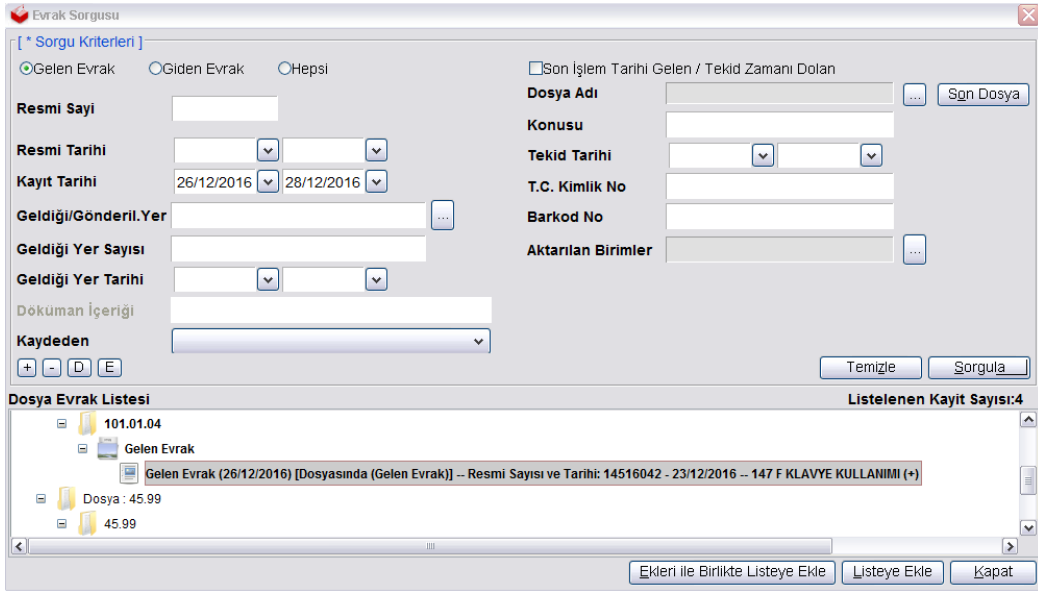 Evrak Sorgusu
[ * Sorgu Kriterleri ]
Gelen Evrak Giden Evrak Hepsi
Son İşlem Tarihi Gelen / Tekid Zamanı Dolan
Resmi Sayi
Dosya Adı ... Son Dosya
Konusu
Resmi Tarihi
Tekid Tarihi
Kayıt Tarihi 26/12/2016 28/12/2016
T.C. Kimlik No
Geldiği/Gönderil.Yer ...
Barkod No
Geldiği Yer Sayısı
Aktarılan Birimler ...
Geldiği Yer Tarihi
Döküman İçeriği
Kaydeden
+ - D E
Temizle Sorgula
Dosya Evrak Listesi Listelenen Kayit Sayısı:4
101.01.04
Gelen Evrak
Gelen Evrak (26/12/2016) [Dosyasında (Gelen Evrak)] -- Resmi Sayısı ve Tarihi: 14516042 - 23/12/2016 -- 147 F KLAVYE KULLANIMI (+)
Dosya : 45.99
45.99
Ekleri ile Birlikte Listeye Ekle Listeye Ekle Kapat